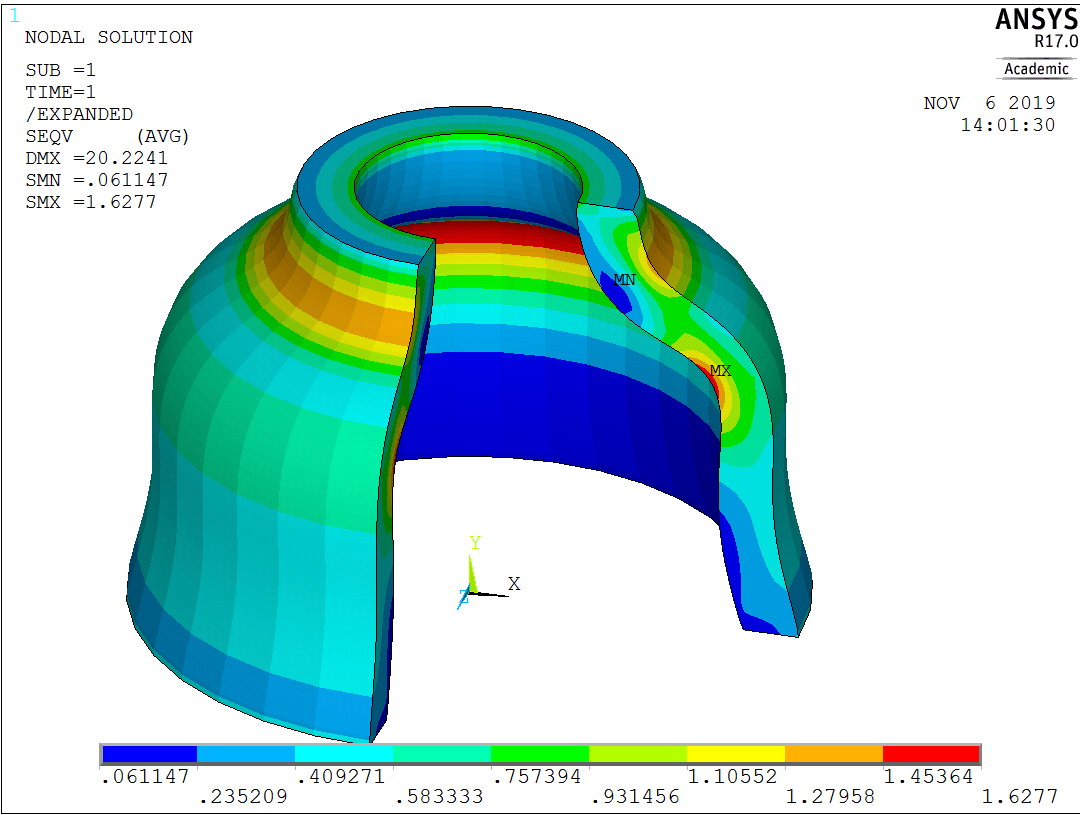 1
NODAL SOLUTION
SUB =1
TIME=1
/EXPANDED
SEQV (AVG)
DMX =20.2241
SMN =.061147
SMX =1.6277
ANSYS
R17.0
Academic
NOV 6 2019
14:01:30
MN
MX
Y
X
Z
.061147 .409271 .757394 1.10552 1.45364
.235209 .583333 .931456 1.27958 1.6277